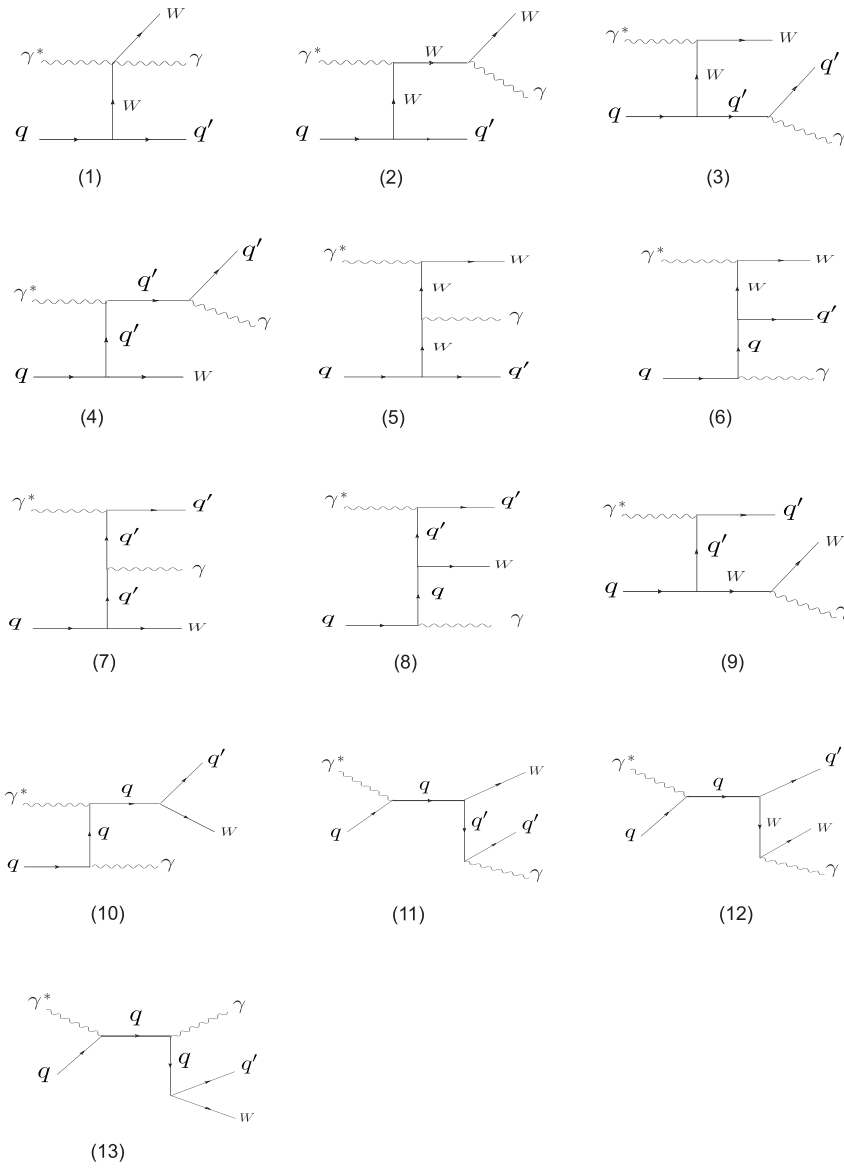 W W
γ* γ γ* W γ* W
W W γ W q′
q q′ q q′ q q′ γ
(1) (2) (3)
q′ q′ γ* W γ* W
γ* γ W W
q′ γ q′
q W W q
q q′ q γ
(4) (5) (6)
γ* q′ γ* q′ γ* q′
q′ q′ q′ W
γ W
q′ q q W γ
q W q γ
(7) (8) (9)
q q′ γ* q W γ* q q′
γ* q′ W
q W q q′ q W
q γ γ γ
(10) (11) (12)
γ* q γ
q q q′
W
(13)